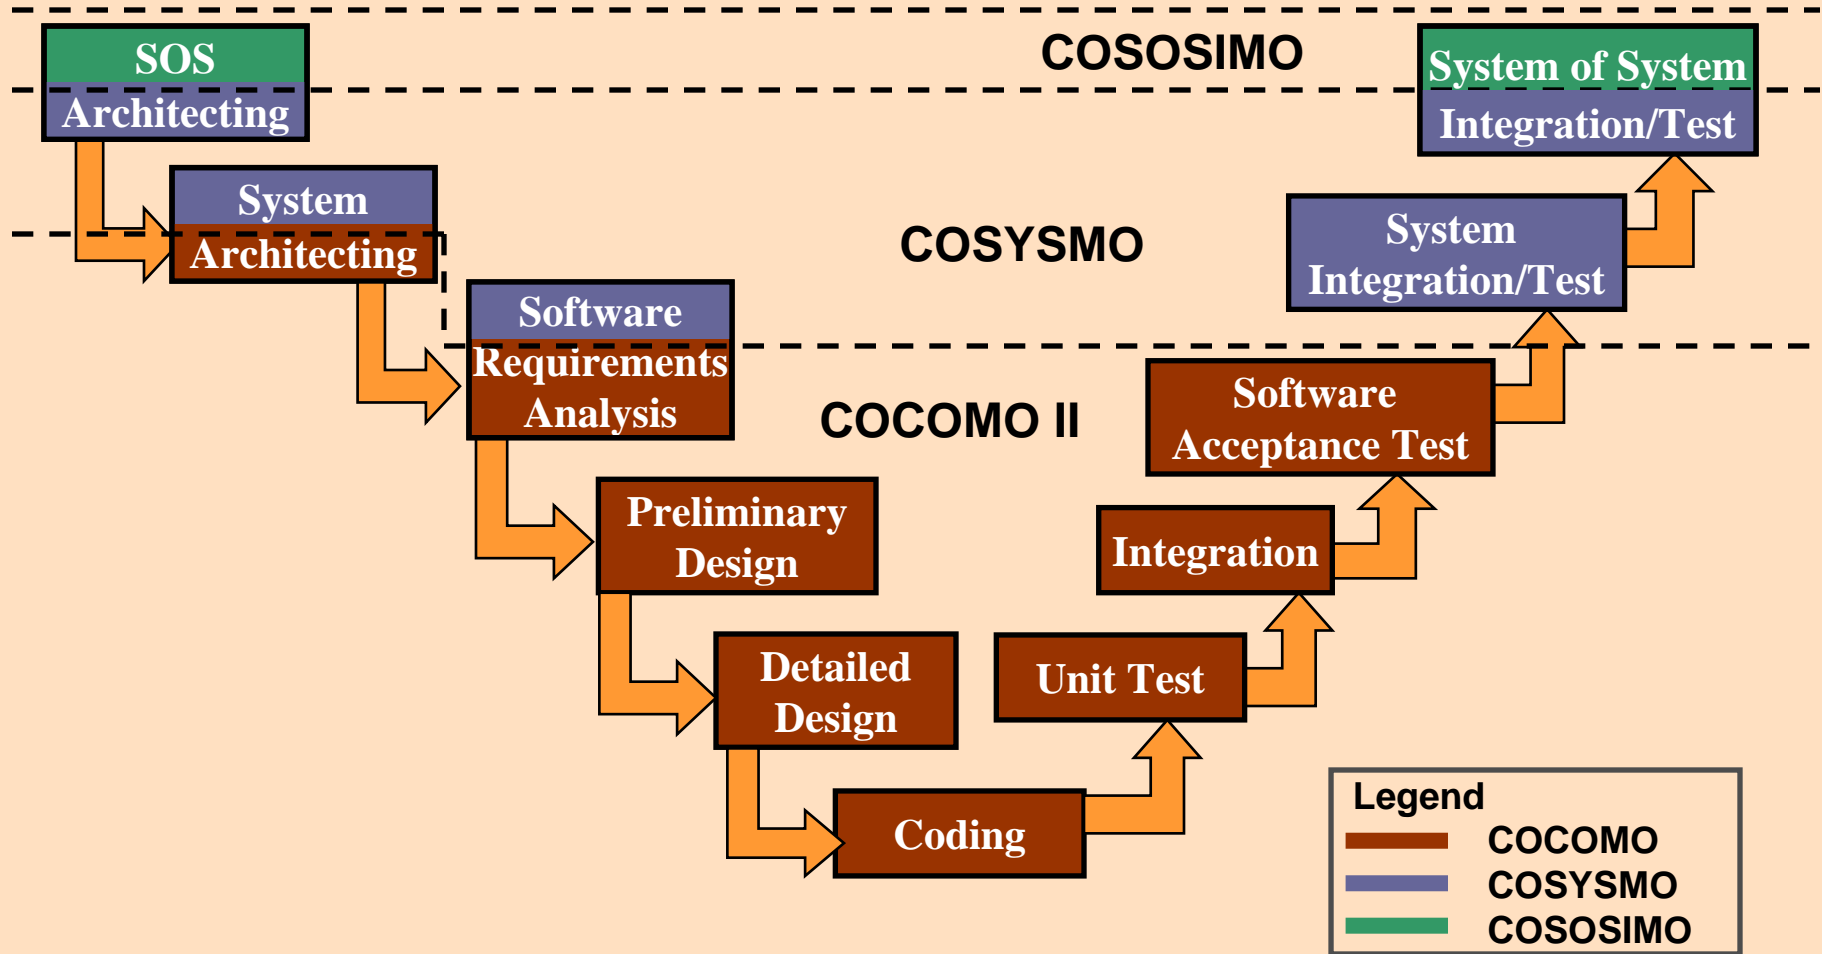 SOS
Architecting
COSOSIMO
System of System
Integration/Test
System
Architecting
COSYSMO
System
Integration/Test
Software
Requirements
Analysis
COCOMO II
Software
Acceptance Test
Preliminary
Design
Integration
Detailed
Design
Unit Test
Coding
Legend
COCOMO
COSYSMO
COSOSIMO